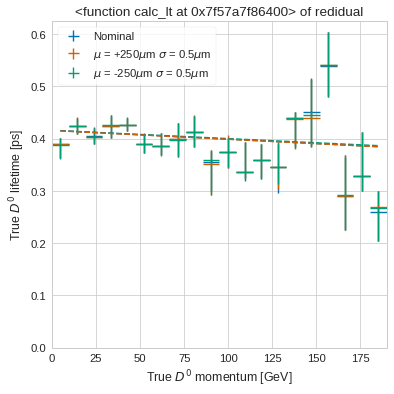 <function calc_lt at 0x7f57a7f86400> of redidual
Nominal
μ = +250μm σ = 0.5μm
μ = -250μm σ = 0.5μm
True D⁰ lifetime [ps]
0.6
0.5
0.4
0.3
0.2
0.1
0.0
0 25 50 75 100 125 150 175
True D⁰ momentum [GeV]